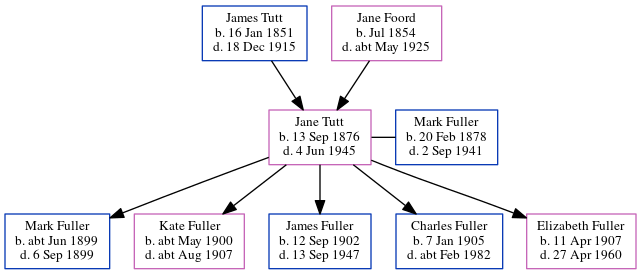 James Tutt
b. 16 Jan 1851
d. 18 Dec 1915
Jane Foord
b. Jul 1854
d. abt May 1925
Jane Tutt
b. 13 Sep 1876
d. 4 Jun 1945
Mark Fuller
b. 20 Feb 1878
d. 2 Sep 1941
Mark Fuller
b. abt Jun 1899
d. 6 Sep 1899
Kate Fuller
b. abt May 1900
d. abt Aug 1907
James Fuller
b. 12 Sep 1902
d. 13 Sep 1947
Charles Fuller
b. 7 Jan 1905
d. abt Feb 1982
Elizabeth Fuller
b. 11 Apr 1907
d. 27 Apr 1960